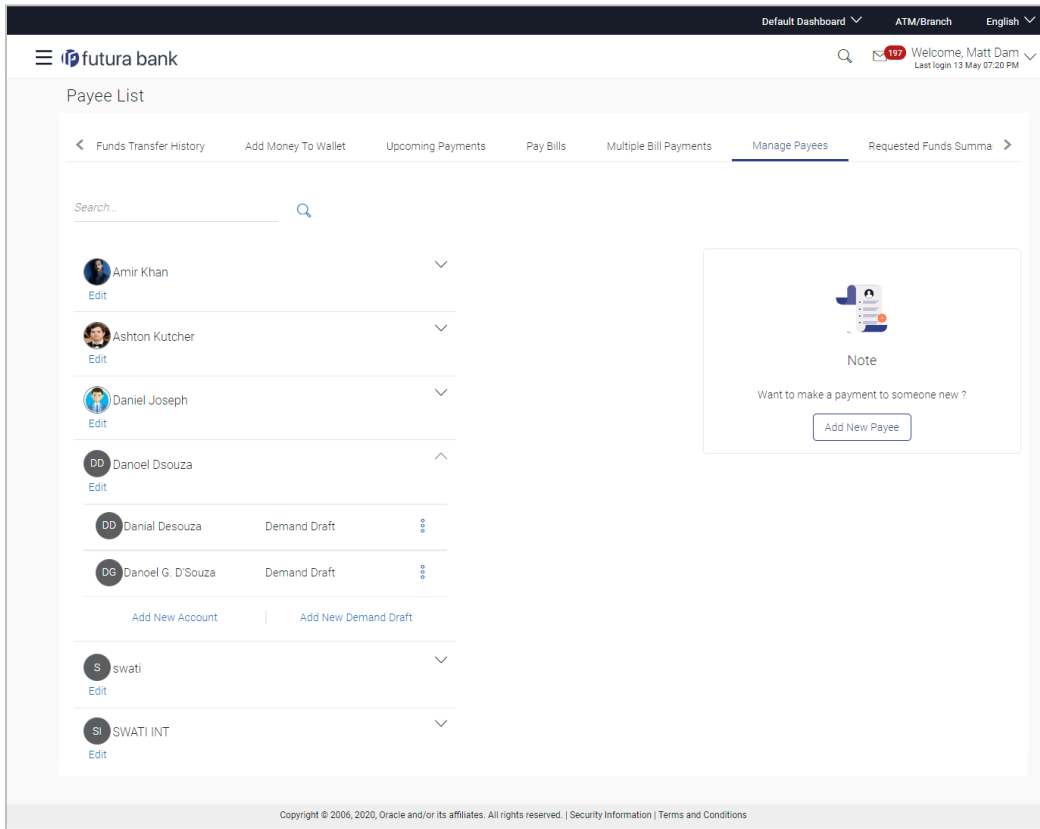 Default Dashboard ATM/Branch English
futura bank 197 Welcome, Matt Dam
Last login 13 May 07:20 PM
Payee List
Funds Transfer History Add Money To Wallet Upcoming Payments Pay Bills Multiple Bill Payments Manage Payees Requested Funds Summa
Search...
Amir Khan
Edit
Ashton Kutcher
Edit
Daniel Joseph
Edit
DD Danoel Dsouza
Edit
DD Danial Desouza Demand Draft
DG Danoel G. D'Souza Demand Draft
Add New Account Add New Demand Draft
S swati
Edit
SI SWATI INT
Edit
Note
Want to make a payment to someone new ?
Add New Payee
Copyright © 2006, 2020, Oracle and/or its affiliates. All rights reserved. | Security Information | Terms and Conditions